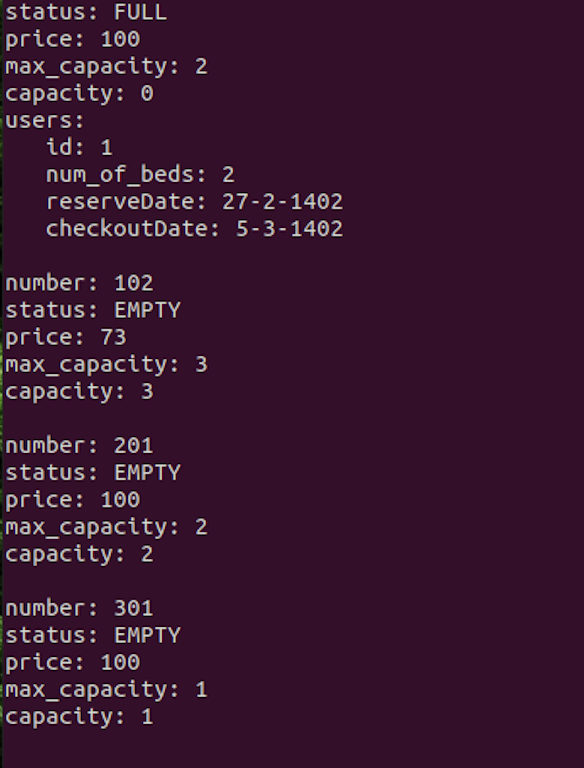 status: FULL
price: 100
max_capacity: 2
capacity: 0
users:
   id: 1
   num_of_beds: 2
   reserveDate: 27-2-1402
   checkoutDate: 5-3-1402

number: 102
status: EMPTY
price: 73
max_capacity: 3
capacity: 3

number: 201
status: EMPTY
price: 100
max_capacity: 2
capacity: 2

number: 301
status: EMPTY
price: 100
max_capacity: 1
capacity: 1